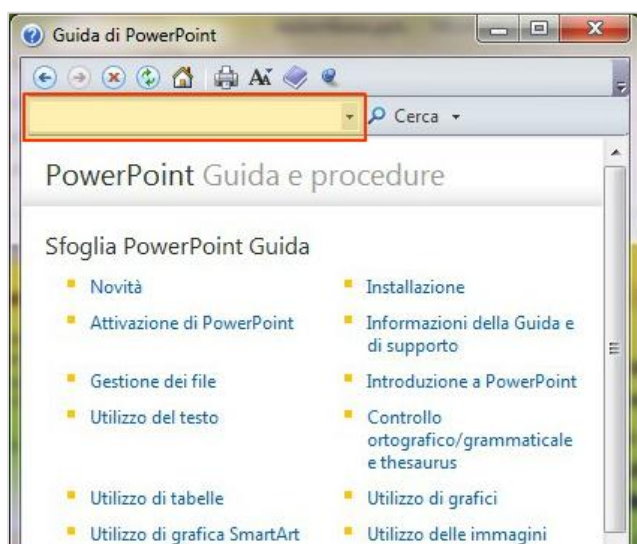 Guida di PowerPoint
Cerca
PowerPoint Guida e procedure
Sfoglia PowerPoint Guida
Novità
Installazione
Attivazione di PowerPoint
Informazioni della Guida e
di supporto
Gestione dei file
Introduzione a PowerPoint
Utilizzo del testo
Controllo
ortografico/grammaticale
e thesaurus
Utilizzo di tabelle
Utilizzo di grafici
Utilizzo di grafica SmartArt
Utilizzo delle immagini